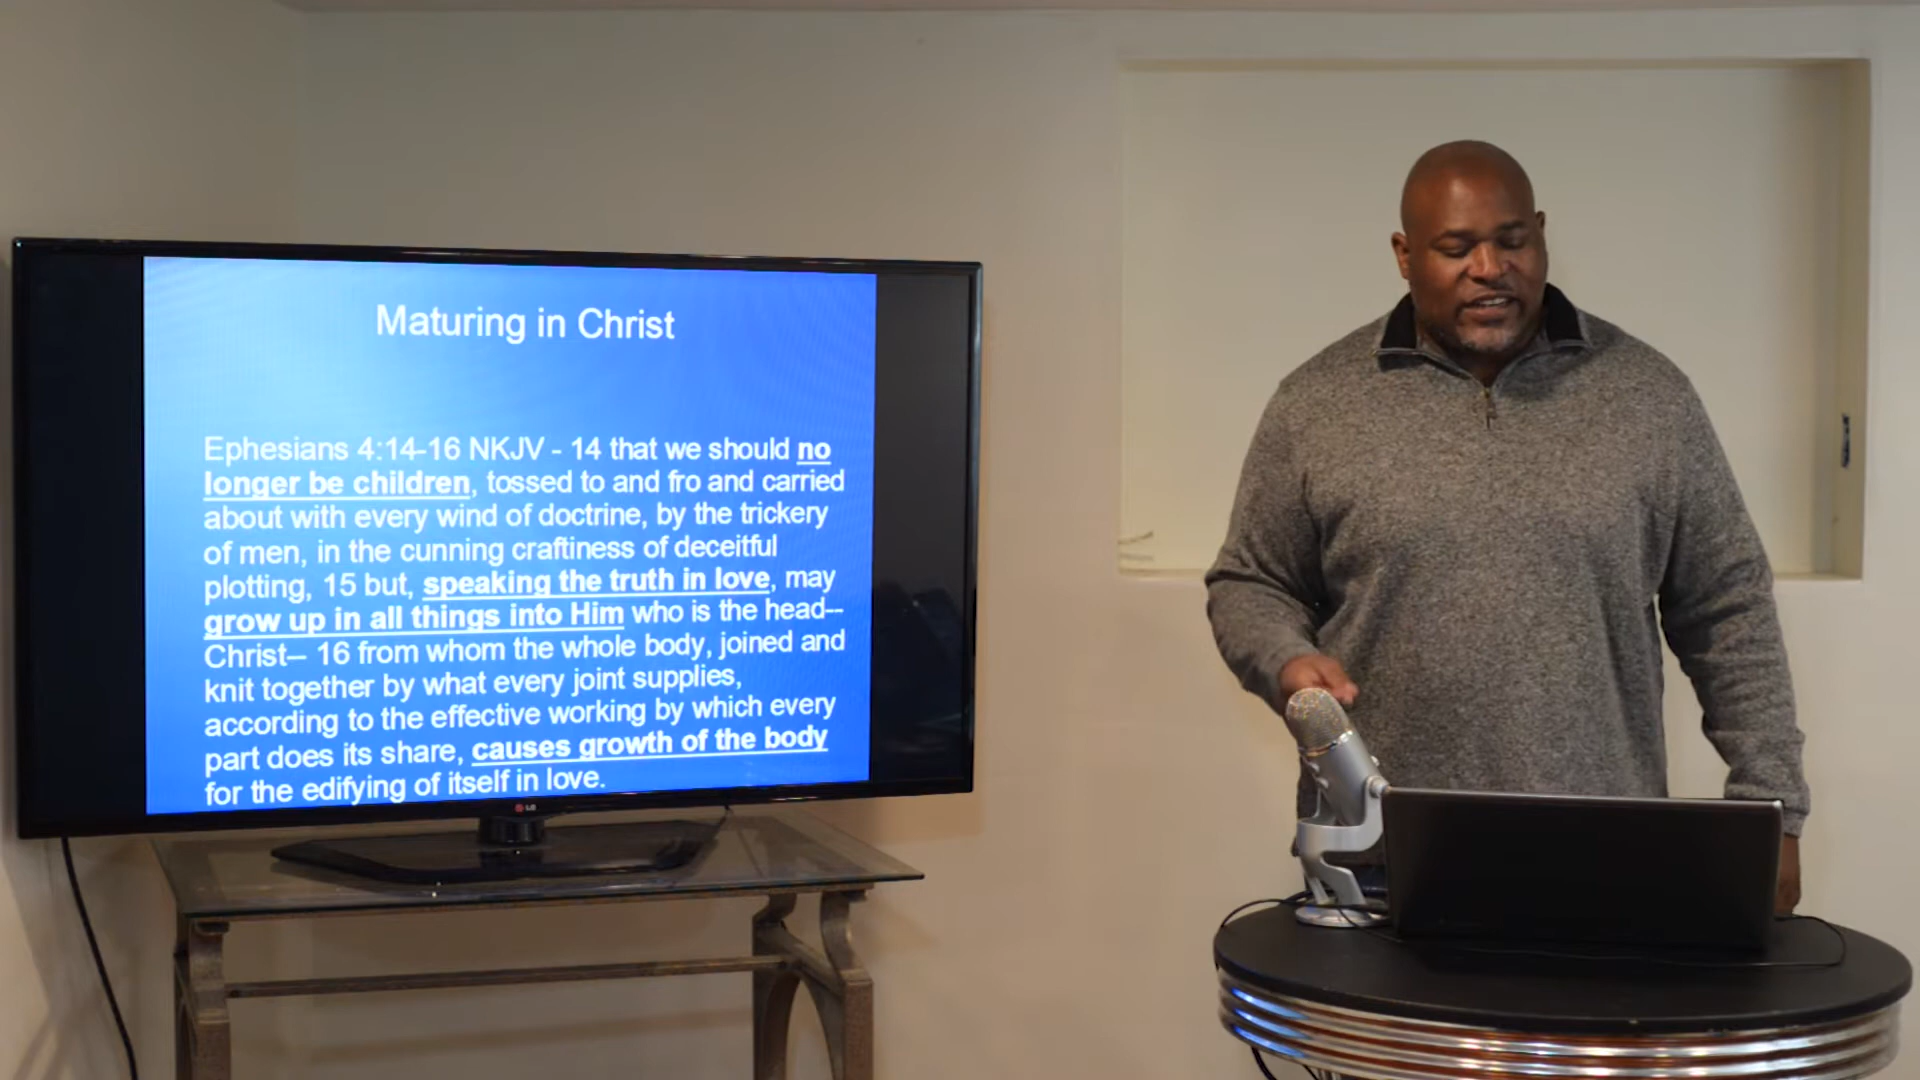 Maturing in Christ
Ephesians 4:14-16 NKJV - 14 that we should no
longer be children, tossed to and fro and carried
about with every wind of doctrine, by the trickery
of men, in the cunning craftiness of deceitful
plotting, 15 but, speaking the truth in love, may
grow up in all things into Him who is the head--
Christ-- 16 from whom the whole body, joined and
knit together by what every joint supplies,
according to the effective working by which every
part does its share, causes growth of the body
for the edifying of itself in love.
LG